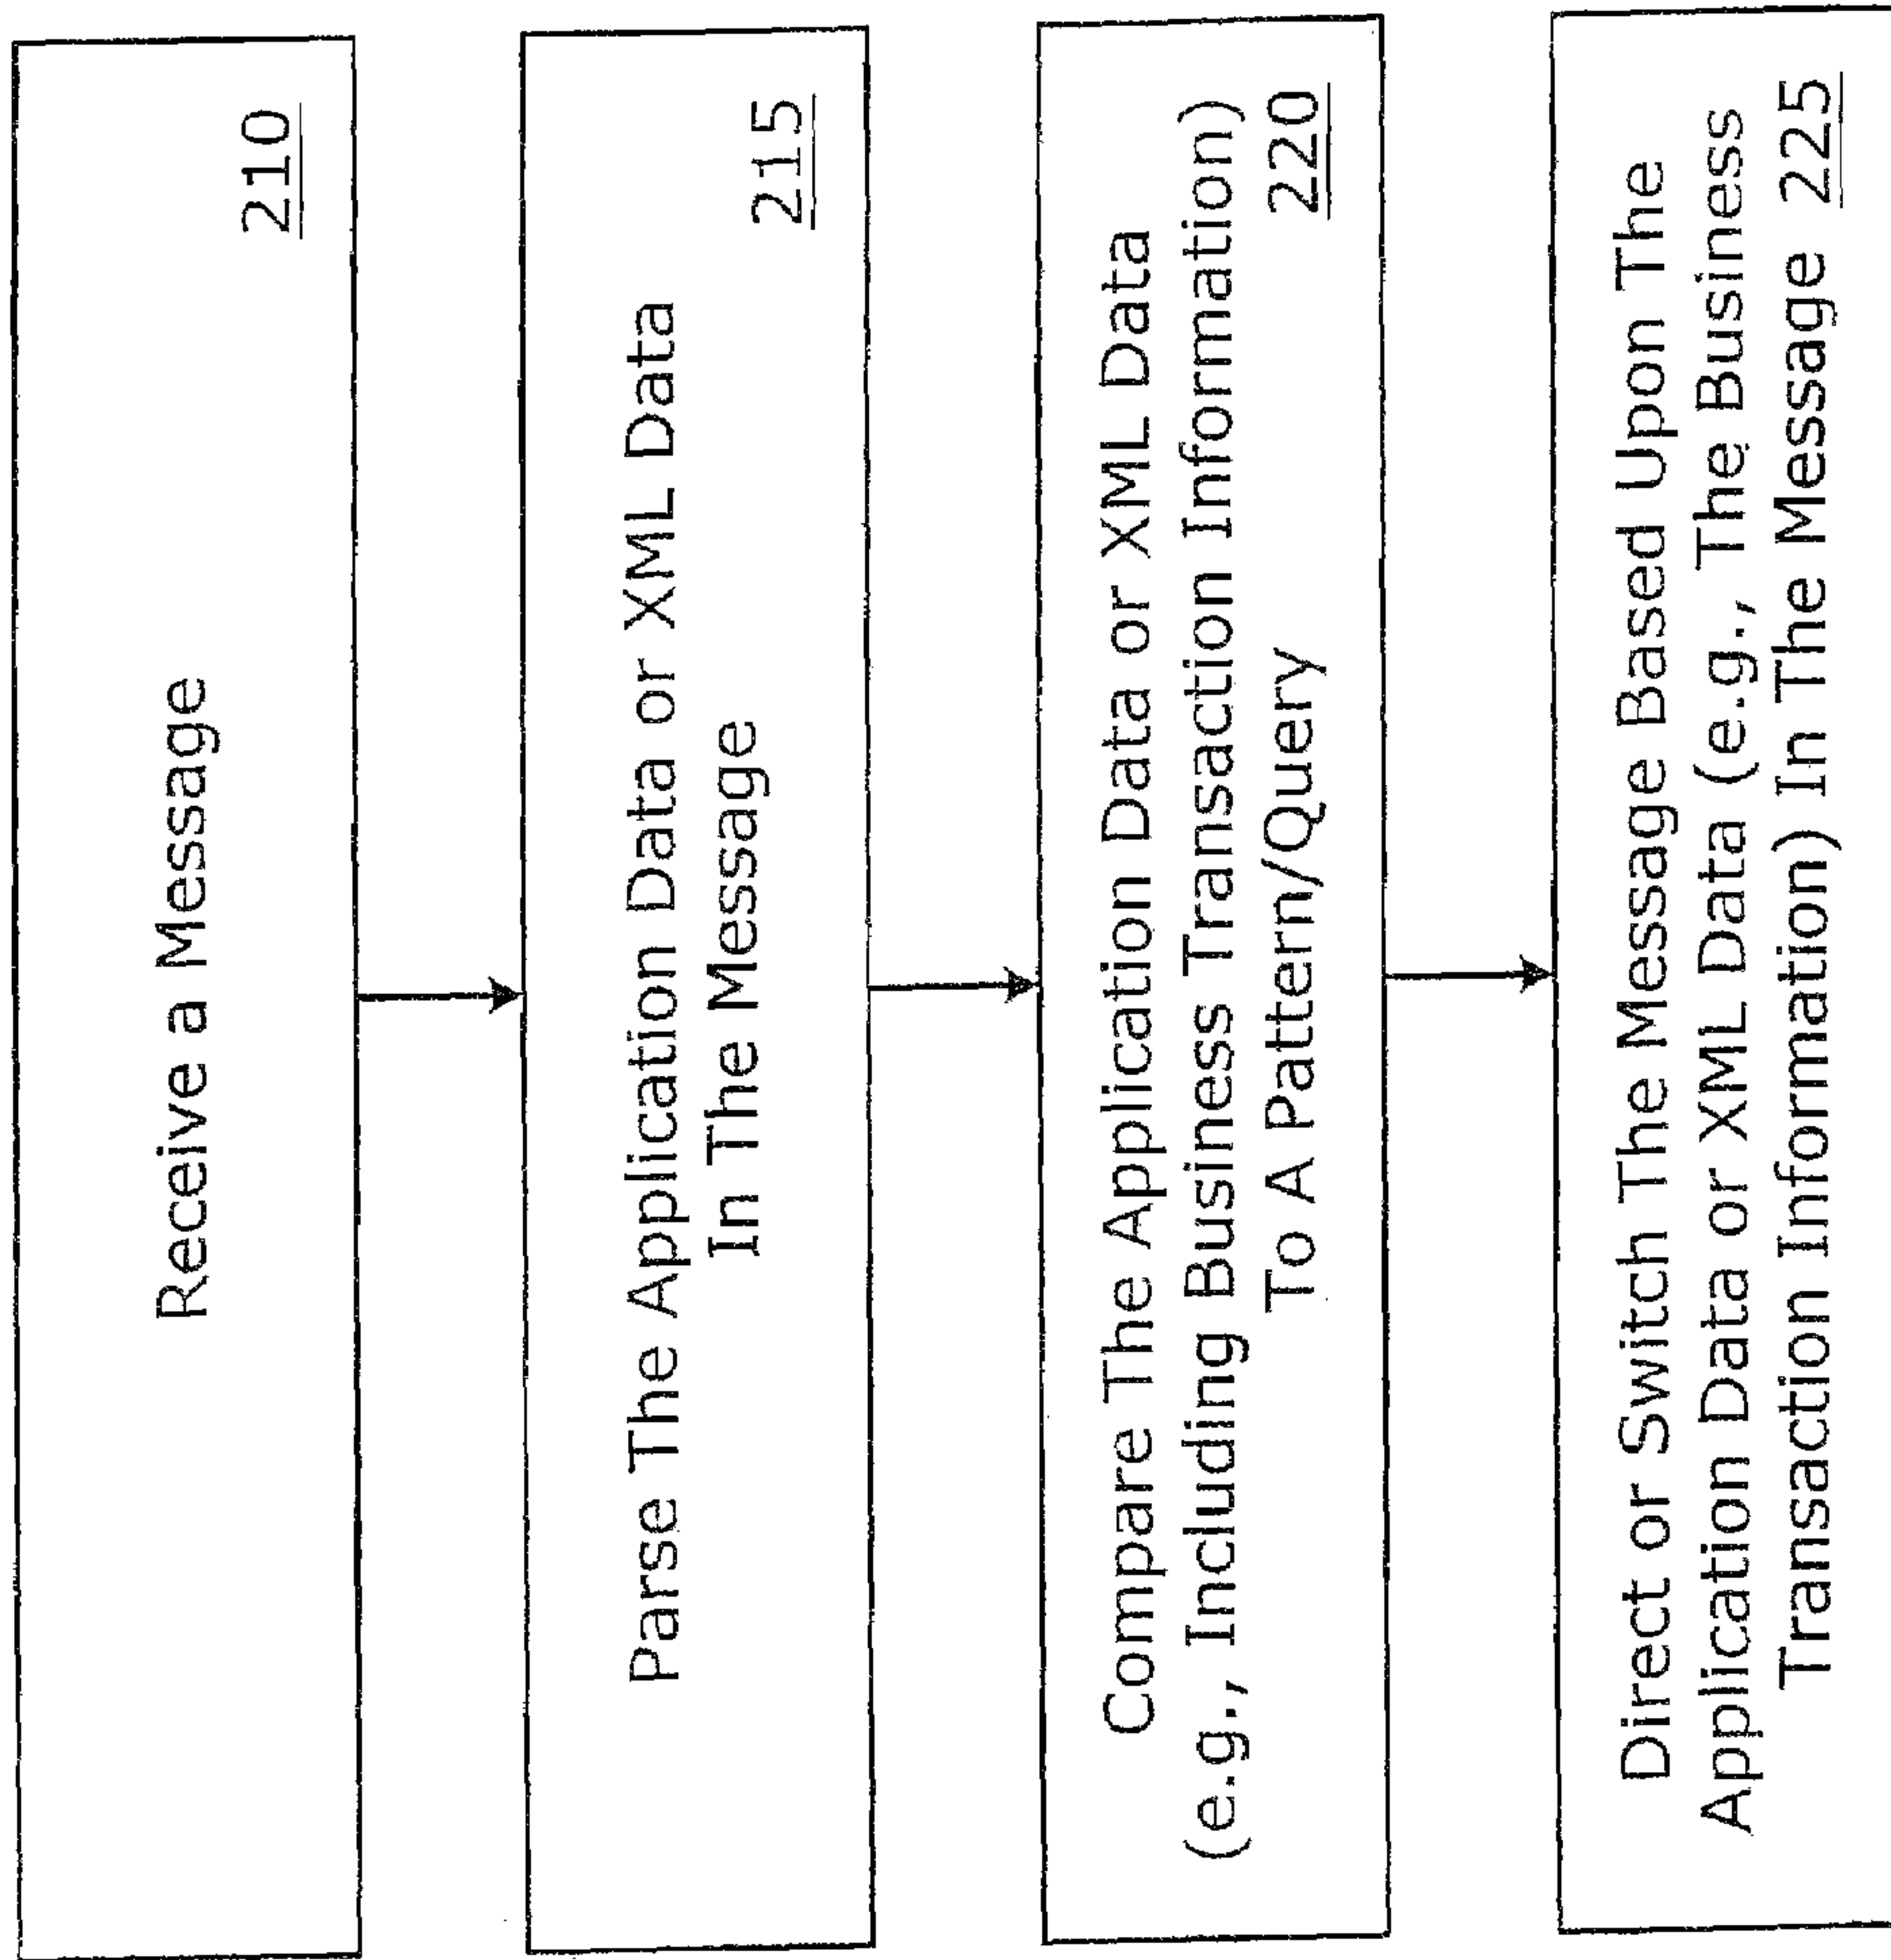 Receive a Message
210
Parse The Application Data or XML Data
In The Message
215
Compare The Application Data or XML Data
(e.g., Including Business Transaction Information)
To A Pattern/Query 220
Direct or Switch The Message Based Upon The
Application Data or XML Data (e.g., The Business
Transaction Information) In The Message 225